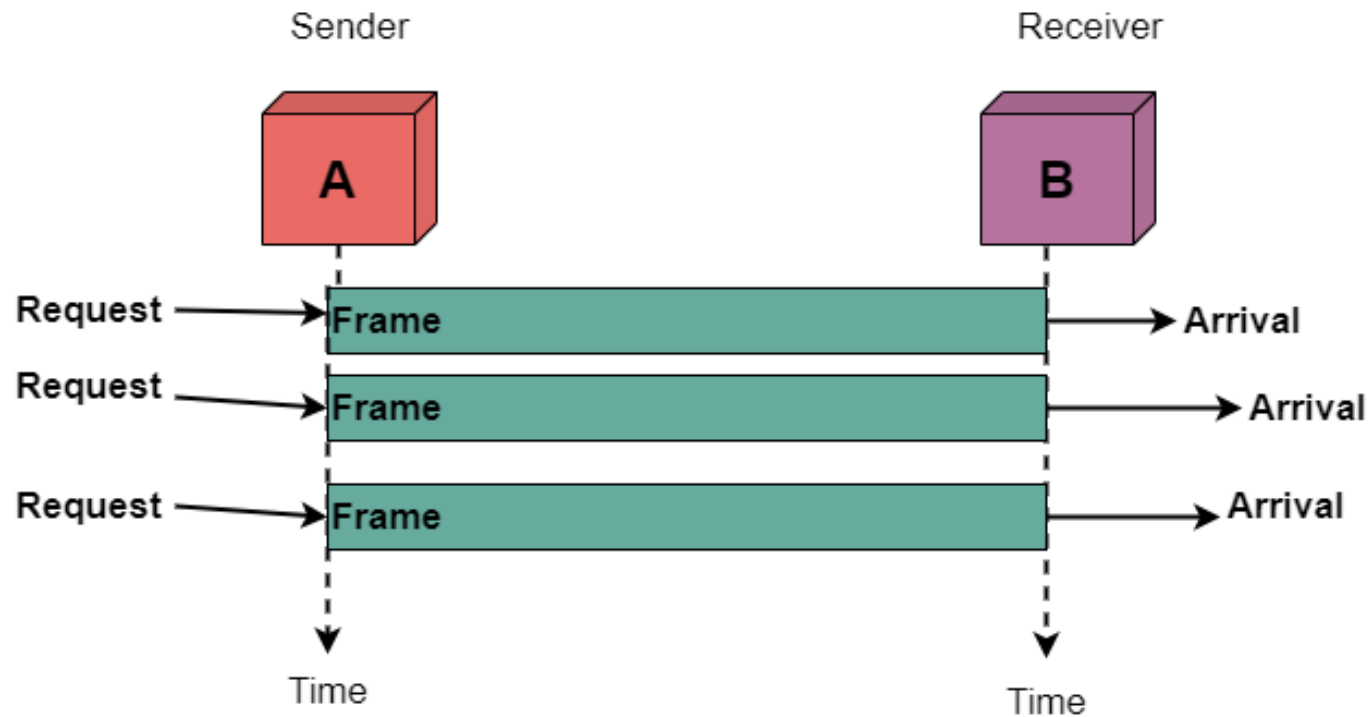 Sender
Receiver
A
B
Request
Frame
Arrival
Request
Frame
Arrival
Request
Frame
Arrival
Time
Time